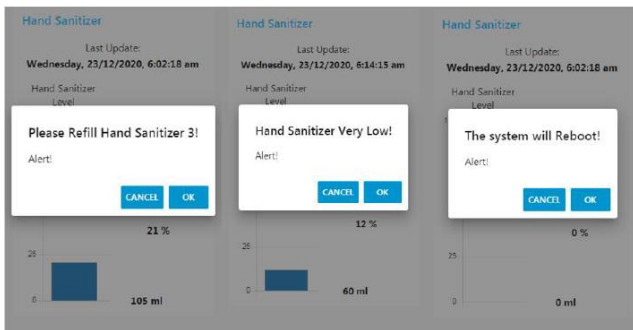 Hand Sanitizer
Last Update:
Wednesday, 23/12/2020, 6:02:18 am
Hand Sanitizer
Level
Please Refill Hand Sanitizer 3!
Alert!
CANCEL
OK
21 %
25
0
105 ml
Hand Sanitizer
Last Update:
Wednesday, 23/12/2020, 6:14:15 am
Hand Sanitizer
Level
Hand Sanitizer Very Low!
Alert!
CANCEL
OK
12 %
25
0
60 ml
Hand Sanitizer
Last Update:
Wednesday, 23/12/2020, 6:02:18 am
Hand Sanitizer
Level
The system will Reboot!
Alert!
CANCEL
OK
0 %
25
0
0 ml